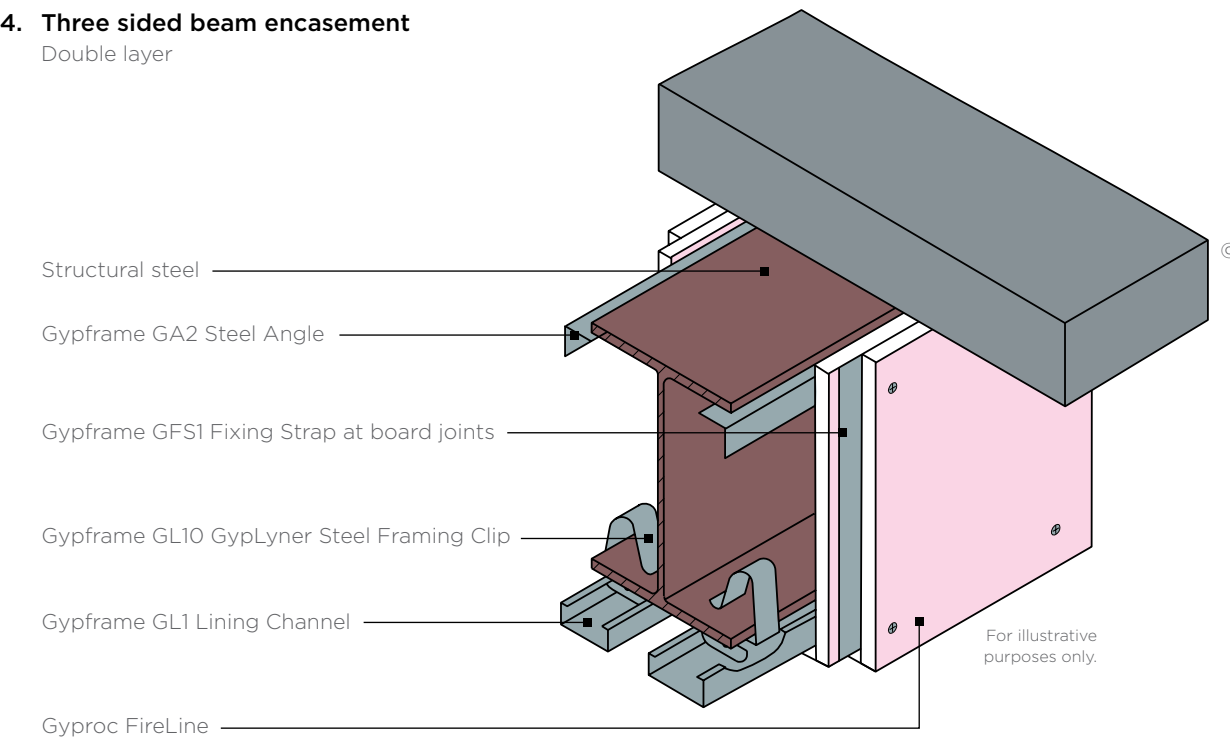 4. Three sided beam encasement
Double layer
Structural steel
Gypframe GA2 Steel Angle
Gypframe GFS1 Fixing Strap at board joints
Gypframe GL10 GypLyner Steel Framing Clip
Gypframe GL1 Lining Channel
Gyproc FireLine
For illustrative
purposes only.